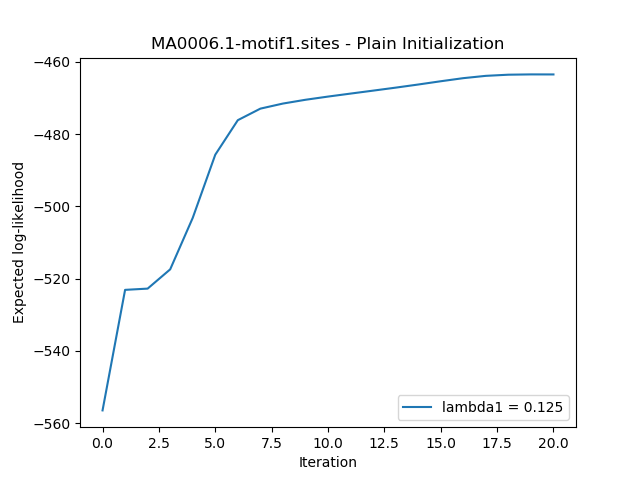 MA0006.1-motif1.sites - Plain Initialization
−460
−480
−500
−520
−540
−560
Expected log-likelihood
lambda1 = 0.125
0.0 2.5 5.0 7.5 10.0 12.5 15.0 17.5 20.0
Iteration